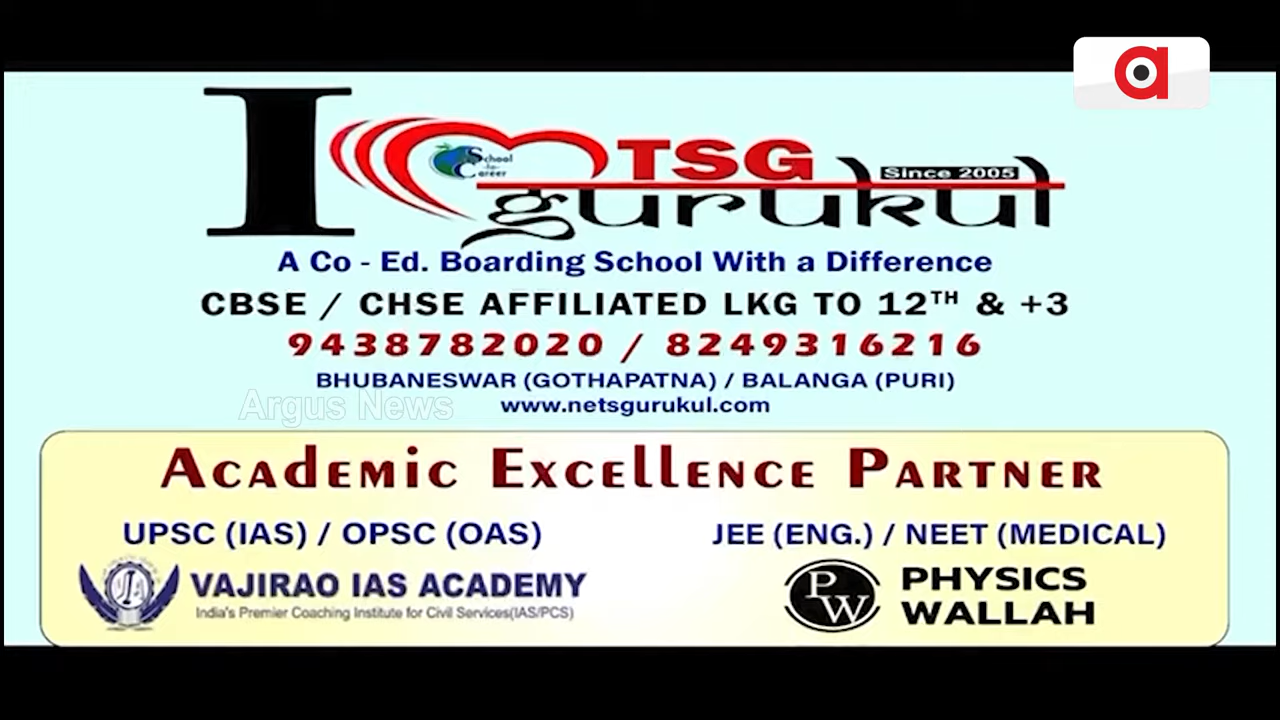 I TSG
School
to
Career
Since 2005
gurukul
A Co - Ed. Boarding School With a Difference
CBSE / CHSE AFFILIATED LKG TO 12TH & +3
9438782020 / 8249316216
BHUBANESWAR (GOTHAPATNA) / BALANGA (PURI)
Argus News
www.netsgurukul.com
ACADEMIC EXCELLENCE PARTNER
UPSC (IAS) / OPSC (OAS)
JEE (ENG.) / NEET (MEDICAL)
VAJIRAO IAS ACADEMY
India's Premier Coaching Institute for Civil Services(IAS/PCS)
PW
PHYSICS
WALLAH
a